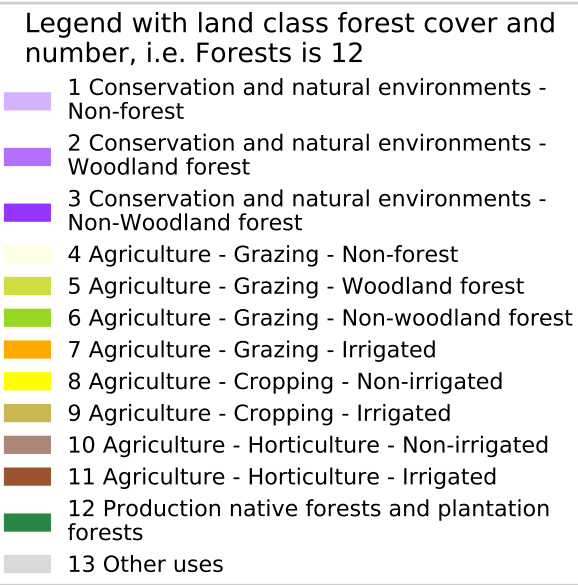 Legend with land class forest cover and
number, i.e. Forests is 12
1 Conservation and natural environments -
Non-forest
2 Conservation and natural environments -
Woodland forest
3 Conservation and natural environments -
Non-Woodland forest
4 Agriculture - Grazing - Non-forest
5 Agriculture - Grazing - Woodland forest
6 Agriculture - Grazing - Non-woodland forest
7 Agriculture - Grazing - Irrigated
8 Agriculture - Cropping - Non-irrigated
9 Agriculture - Cropping - Irrigated
10 Agriculture - Horticulture - Non-irrigated
11 Agriculture - Horticulture - Irrigated
12 Production native forests and plantation
forests
13 Other uses